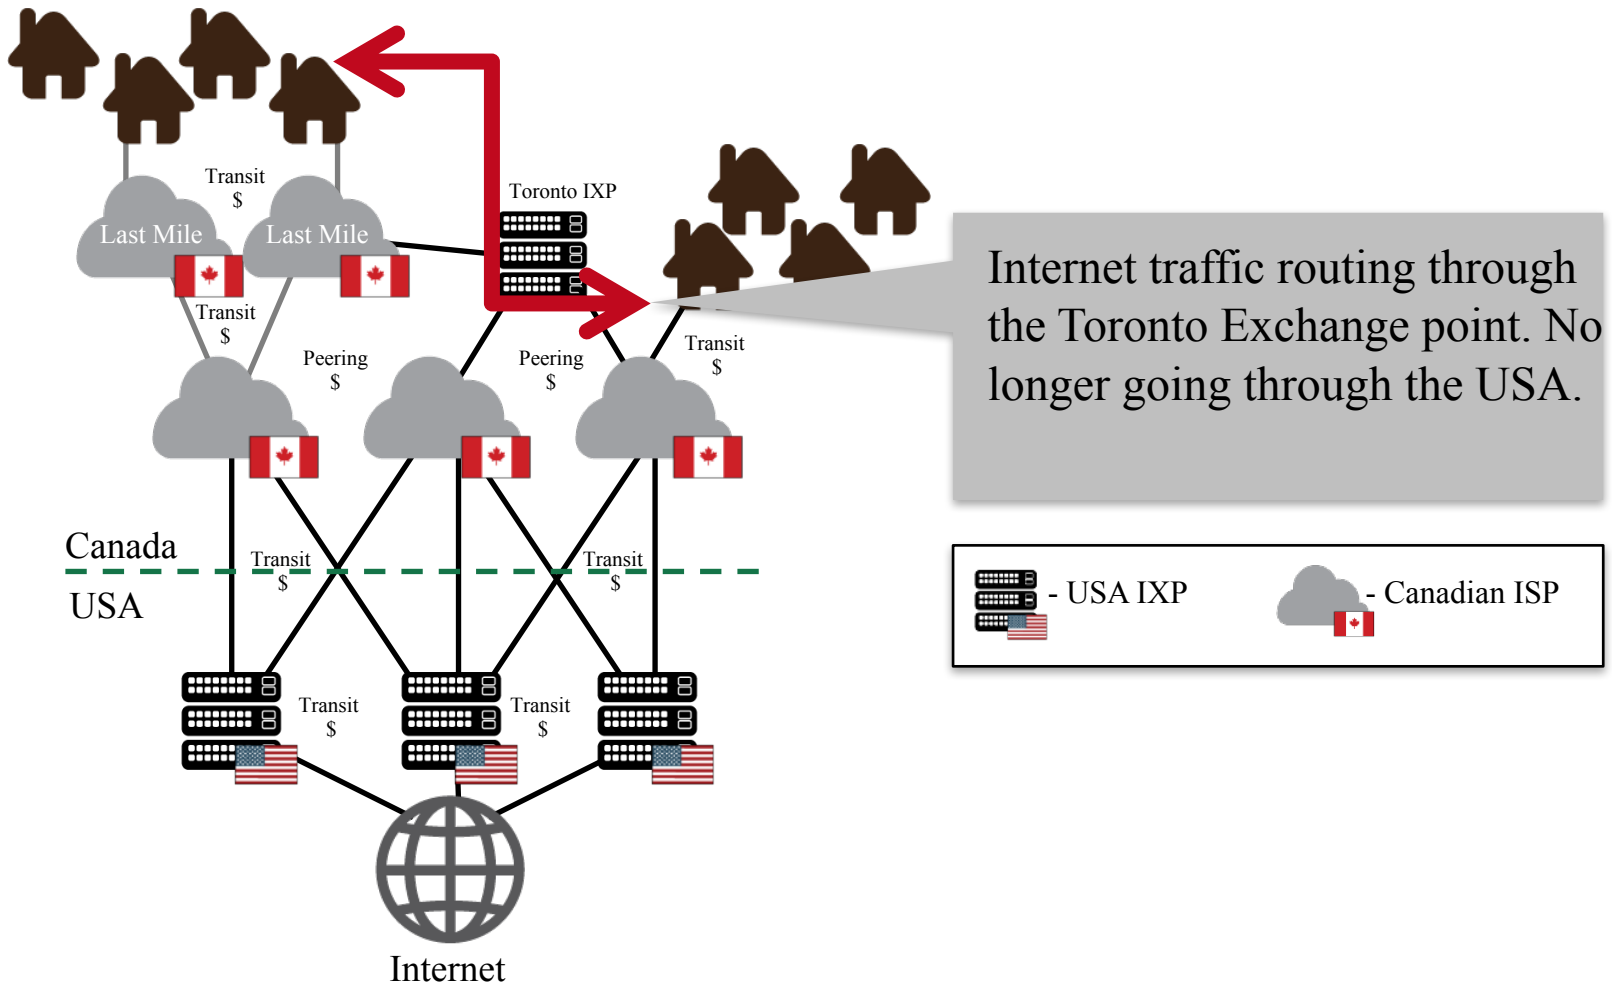 Transit
$
Toronto IXP
Last Mile
Last Mile
Internet traffic routing through
the Toronto Exchange point. No
longer going through the USA.
Transit
$
Peering
$
Peering
$
Transit
$
Canada
USA
Transit
$
Transit
$
- USA IXP
- Canadian ISP
Transit
$
Transit
$
Internet